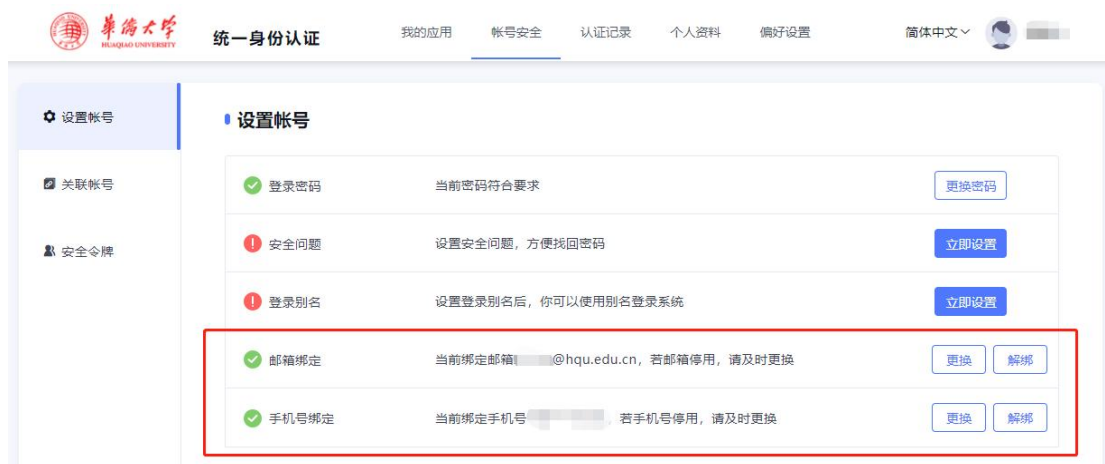 華僑大學
HUAQIAO UNIVERSITY
统一身份认证
我的应用 帐号安全 认证记录 个人资料 偏好设置
简体中文
设置帐号
关联帐号
安全令牌
设置帐号
登录密码 当前密码符合要求 更换密码
安全问题 设置安全问题，方便找回密码 立即设置
登录别名 设置登录别名后，你可以使用别名登录系统 立即设置
邮箱绑定 当前绑定邮箱 @hqu.edu.cn，若邮箱停用，请及时更换 更换 解绑
手机号绑定 当前绑定手机号 ，若手机号停用，请及时更换 更换 解绑